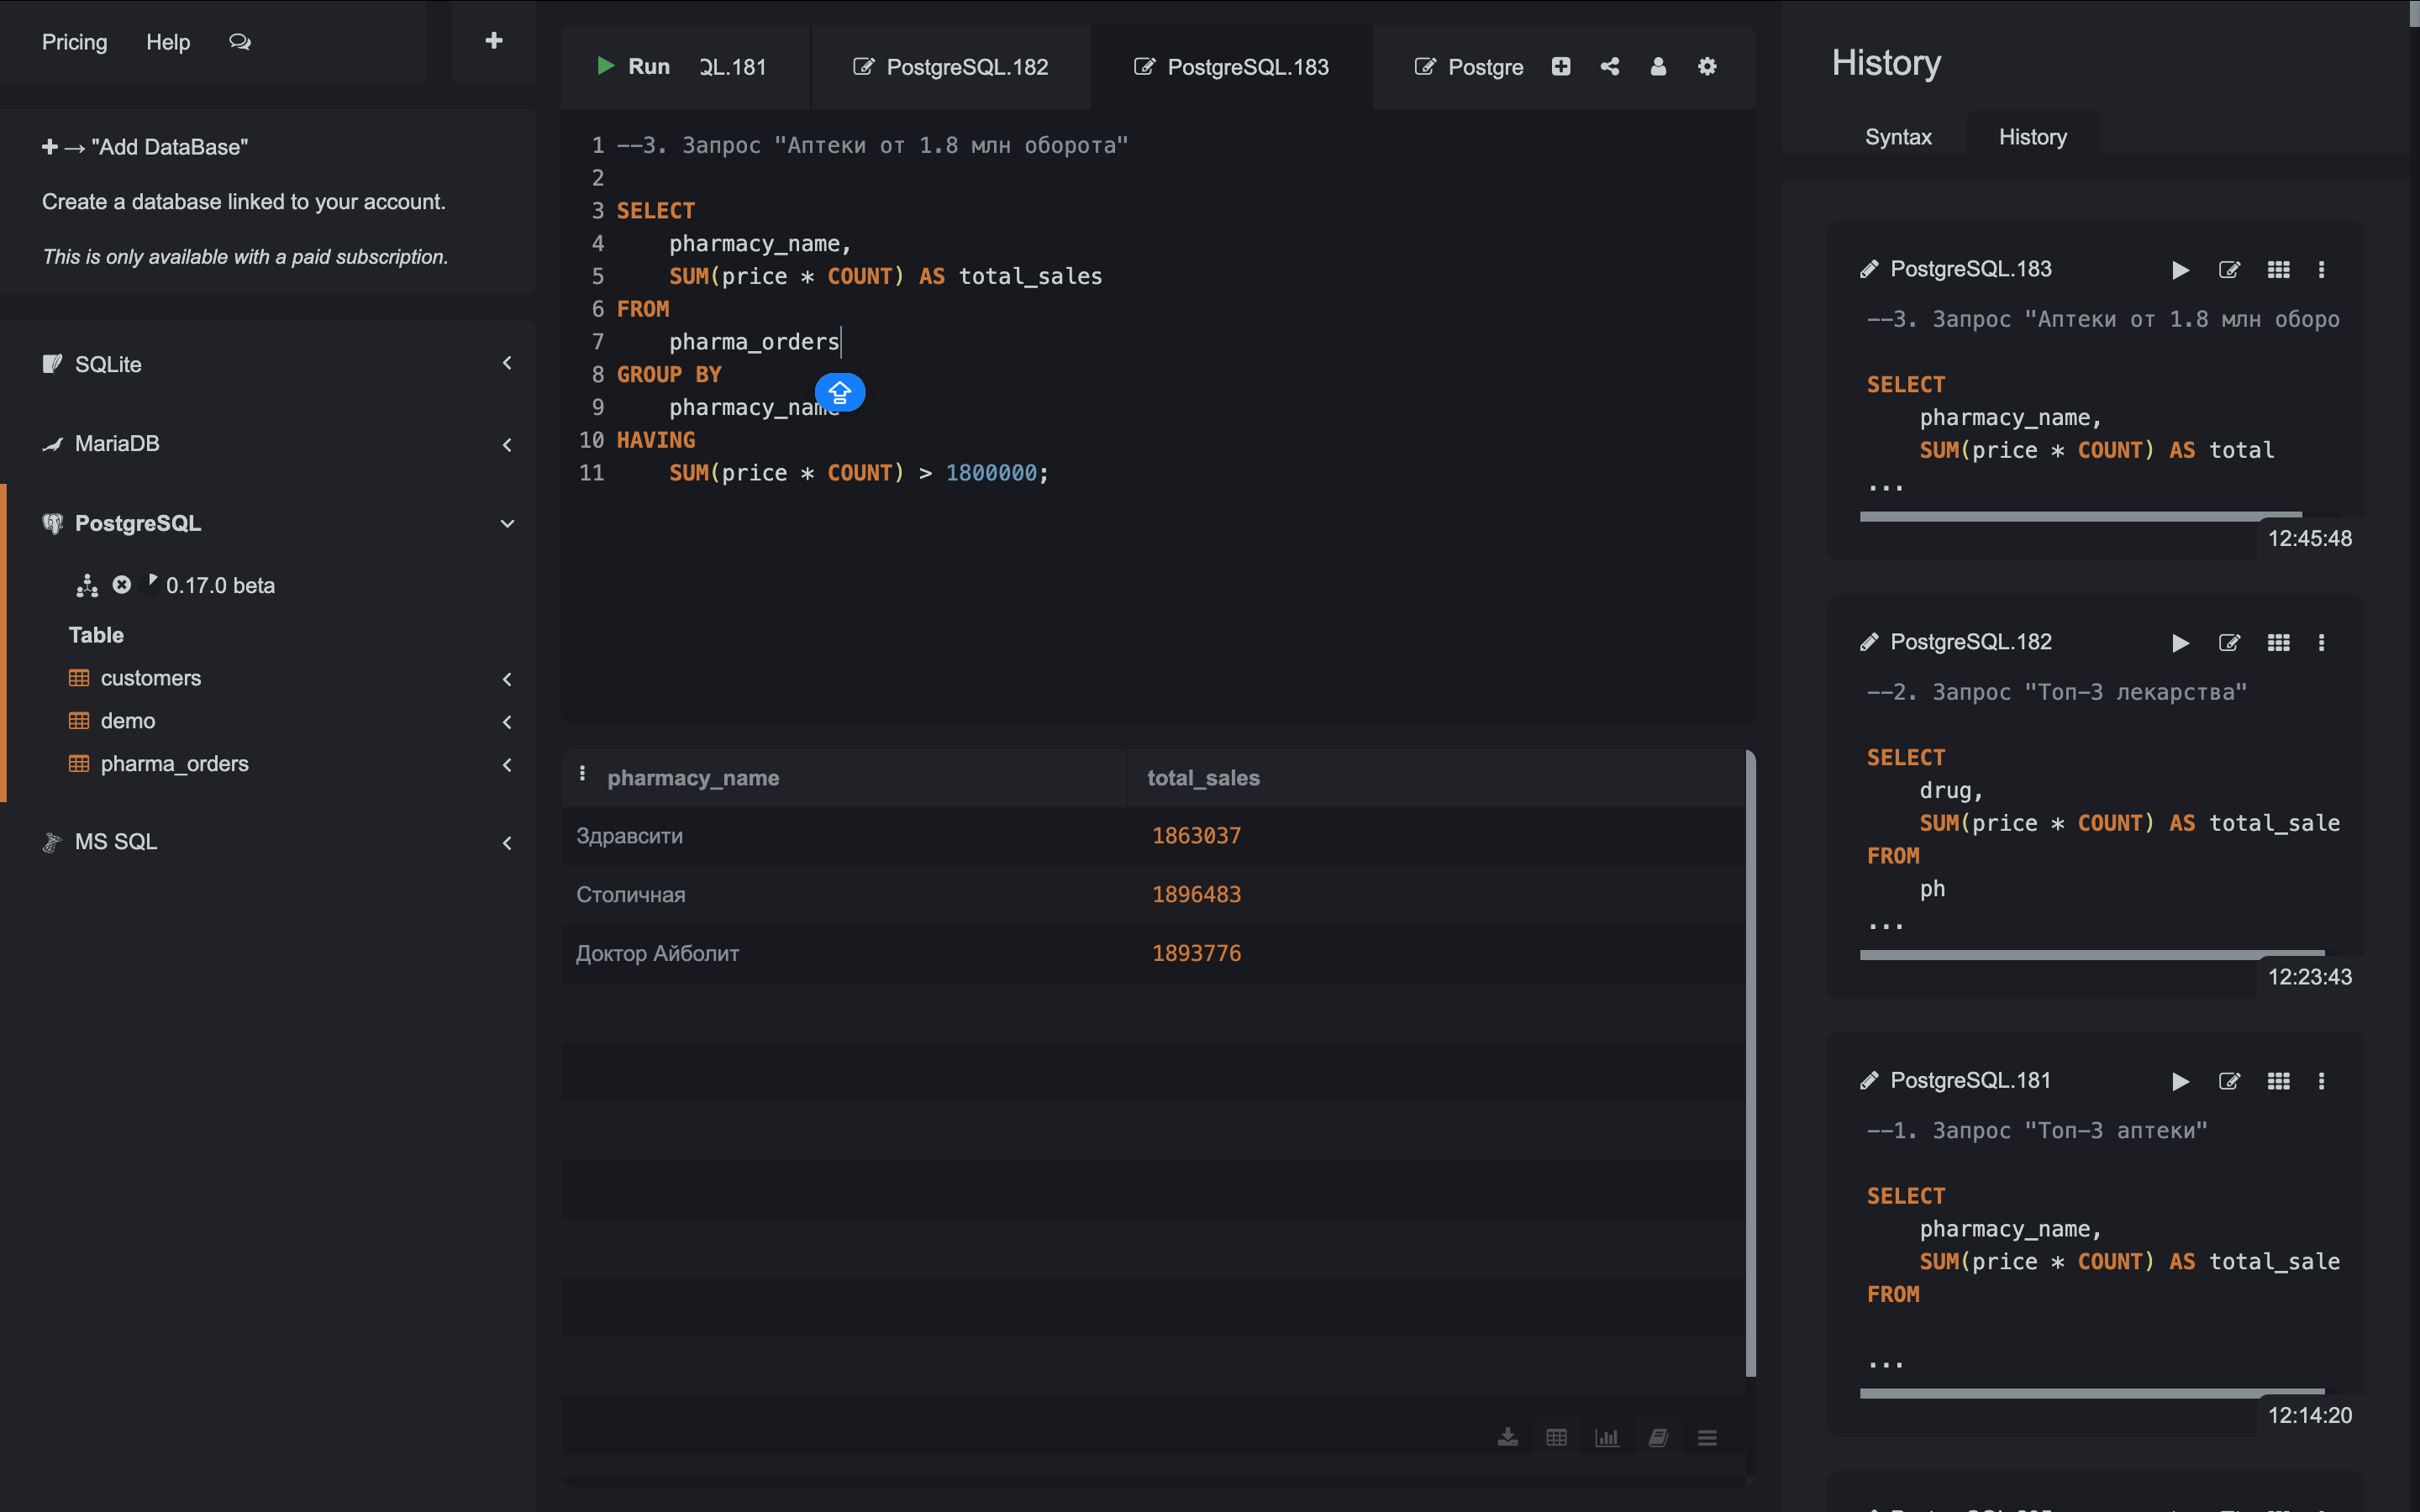 Pricing Help
"Add DataBase"
Create a database linked to your account.
This is only available with a paid subscription.
SQLite
MariaDB
PostgreSQL
0.17.0 beta
Table
customers
demo
pharma_orders
MS SQL
Run QL.181 PostgreSQL.182 PostgreSQL.183 Postgre
1 --3. Запрос "Аптеки от 1.8 млн оборота"
2
3 SELECT
4 pharmacy_name,
5 SUM(price * COUNT) AS total_sales
6 FROM
7 pharma_orders
8 GROUP BY
9 pharmacy_name
10 HAVING
11 SUM(price * COUNT) > 1800000;
pharmacy_name total_sales
Здравсити 1863037
Столичная 1896483
Доктор Айболит 1893776
History
Syntax History
PostgreSQL.183
--3. Запрос "Аптеки от 1.8 млн оборо
SELECT
pharmacy_name,
SUM(price * COUNT) AS total
...
12:45:48
PostgreSQL.182
--2. Запрос "Топ-3 лекарства"
SELECT
drug,
SUM(price * COUNT) AS total_sale
FROM
ph
...
12:23:43
PostgreSQL.181
--1. Запрос "Топ-3 аптеки"
SELECT
pharmacy_name,
SUM(price * COUNT) AS total_sale
FROM
...
12:14:20